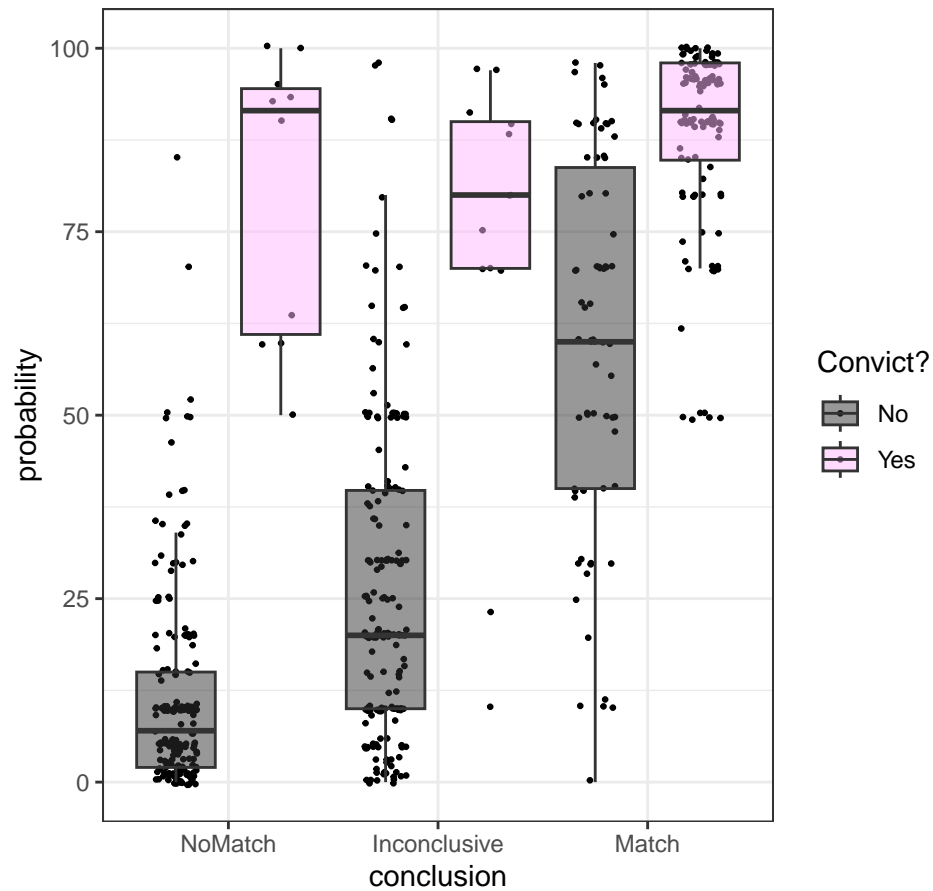 100
75
50
25
0
probability
NoMatch
Inconclusive
Match
conclusion
Convict?
No
Yes